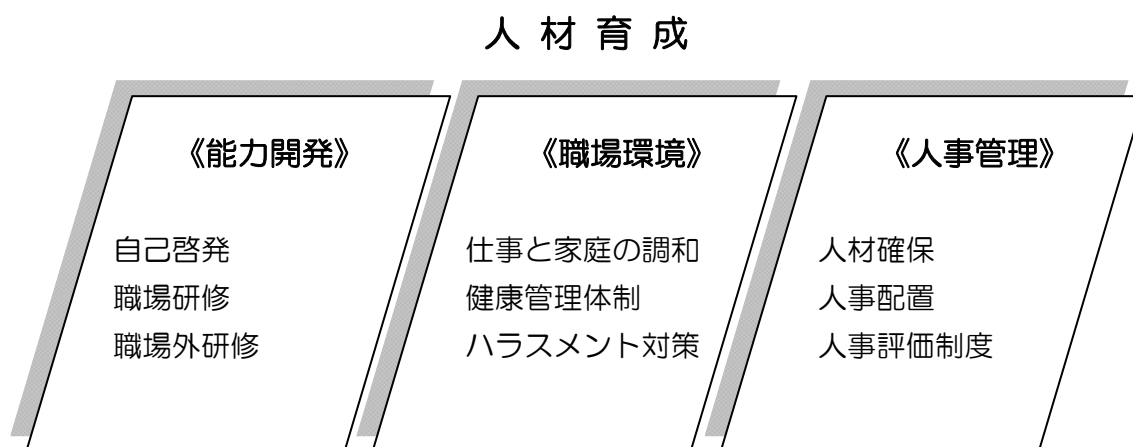 人材育成
《能力開発》
自己啓発
職場研修
職場外研修
《職場環境》
仕事と家庭の調和
健康管理体制
ハラスメント対策
《人事管理》
人材確保
人事配置
人事評価制度